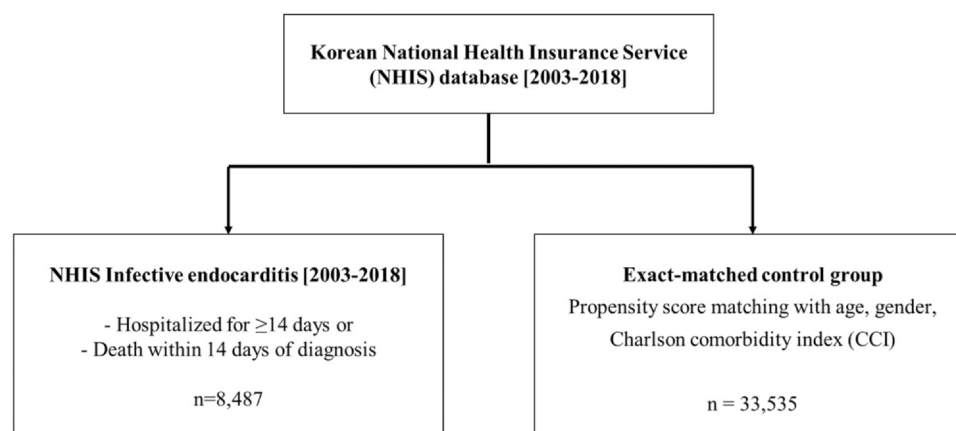 Korean National Health Insurance Service
(NHIS) database [2003-2018]
NHIS Infective endocarditis [2003-2018]
- Hospitalized for ≥14 days or
- Death within 14 days of diagnosis
n=8,487
Exact-matched control group
Propensity score matching with age, gender,
Charlson comorbidity index (CCI)
n = 33,535